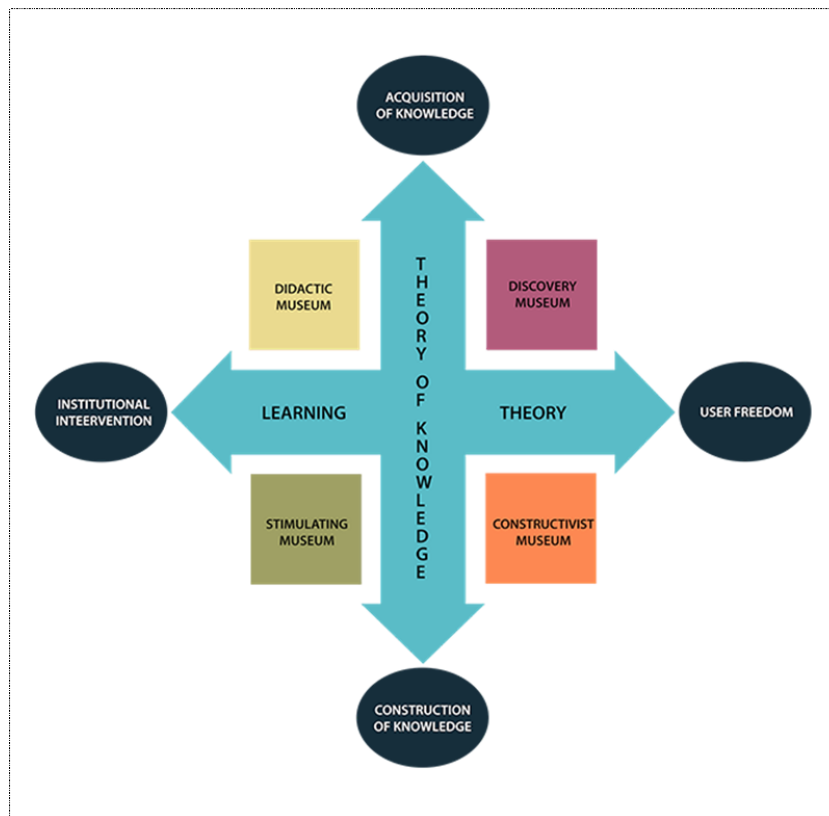 ACQUISITION
OF KNOWLEDGE
DIDACTIC
MUSEUM
DISCOVERY
MUSEUM
THEORY OF KNOWLEDGE
INSTITUTIONAL
INTEERVENTION
LEARNING
THEORY
USER FREEDOM
STIMULATING
MUSEUM
CONSTRUCTIVIST
MUSEUM
CONSTRUCTION
OF KNOWLEDGE